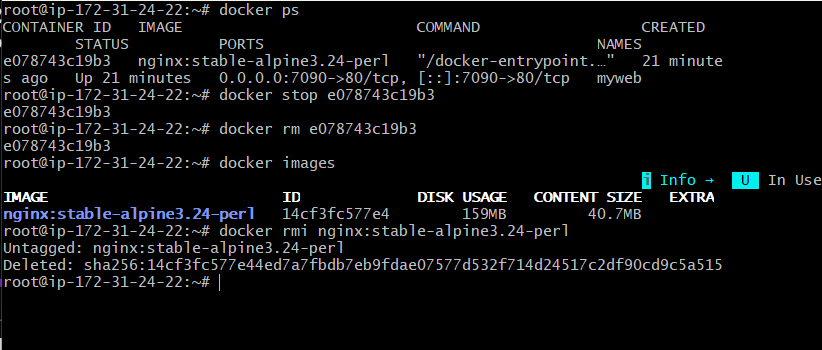 root@ip-172-31-24-22:~# docker ps
CONTAINER ID   IMAGE                          COMMAND                  CREATED
         STATUS          PORTS                                     NAMES
e078743c19b3   nginx:stable-alpine3.24-perl   "/docker-entrypoint.…"   21 minute
s ago   Up 21 minutes   0.0.0.0:7090->80/tcp, [::]:7090->80/tcp   myweb
root@ip-172-31-24-22:~# docker stop e078743c19b3
e078743c19b3
root@ip-172-31-24-22:~# docker rm e078743c19b3
e078743c19b3
root@ip-172-31-24-22:~# docker images
i Info →   U  In Use
IMAGE                          ID             DISK USAGE   CONTENT SIZE   EXTRA
nginx:stable-alpine3.24-perl   14cf3fc577e4        159MB         40.7MB
root@ip-172-31-24-22:~# docker rmi nginx:stable-alpine3.24-perl
Untagged: nginx:stable-alpine3.24-perl
Deleted: sha256:14cf3fc577e44ed7a7fbdb7eb9fdae07577d532f714d24517c2df90cd9c5a515
root@ip-172-31-24-22:~#